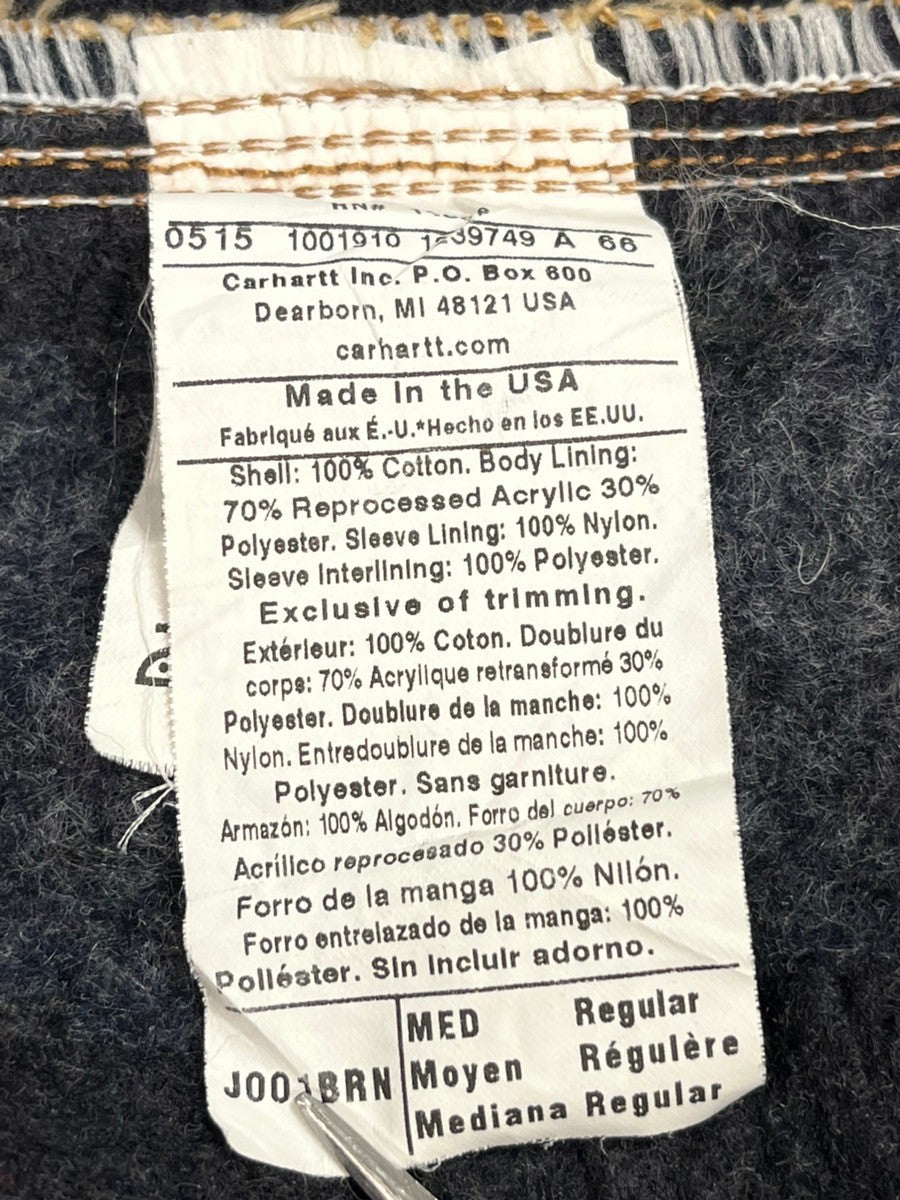 RN#
0515 1001910 A 66
Carhartt Inc. P.O. Box 600
Dearborn, MI 48121 USA
carhartt.com
Made In the USA
Fabriqué aux É.-U.*Hecho en los EE.UU.
Shell: 100% Cotton. Body Lining:
70% Reprocessed Acrylic 30%
Polyester. Sleeve Lining: 100% Nylon.
Sleeve Interlining: 100% Polyester.
Exclusive of trimming.
Extérieur: 100% Coton. Doublure du
corps: 70% Acrylique retransformé 30%
Polyester. Doublure de la manche: 100%
Nylon. Entredoublure de la manche: 100%
Polyester. Sans garniture.
Armazón: 100% Algodón. Forro del cuerpo: 70%
Acrílico reprocesado 30% Poliéster.
Forro de la manga 100% Nilón.
Forro entrelazado de la manga: 100%
Poliéster. Sin incluir adorno.
J001BRN
MED Regular
Moyen Régulère
Mediana Regular